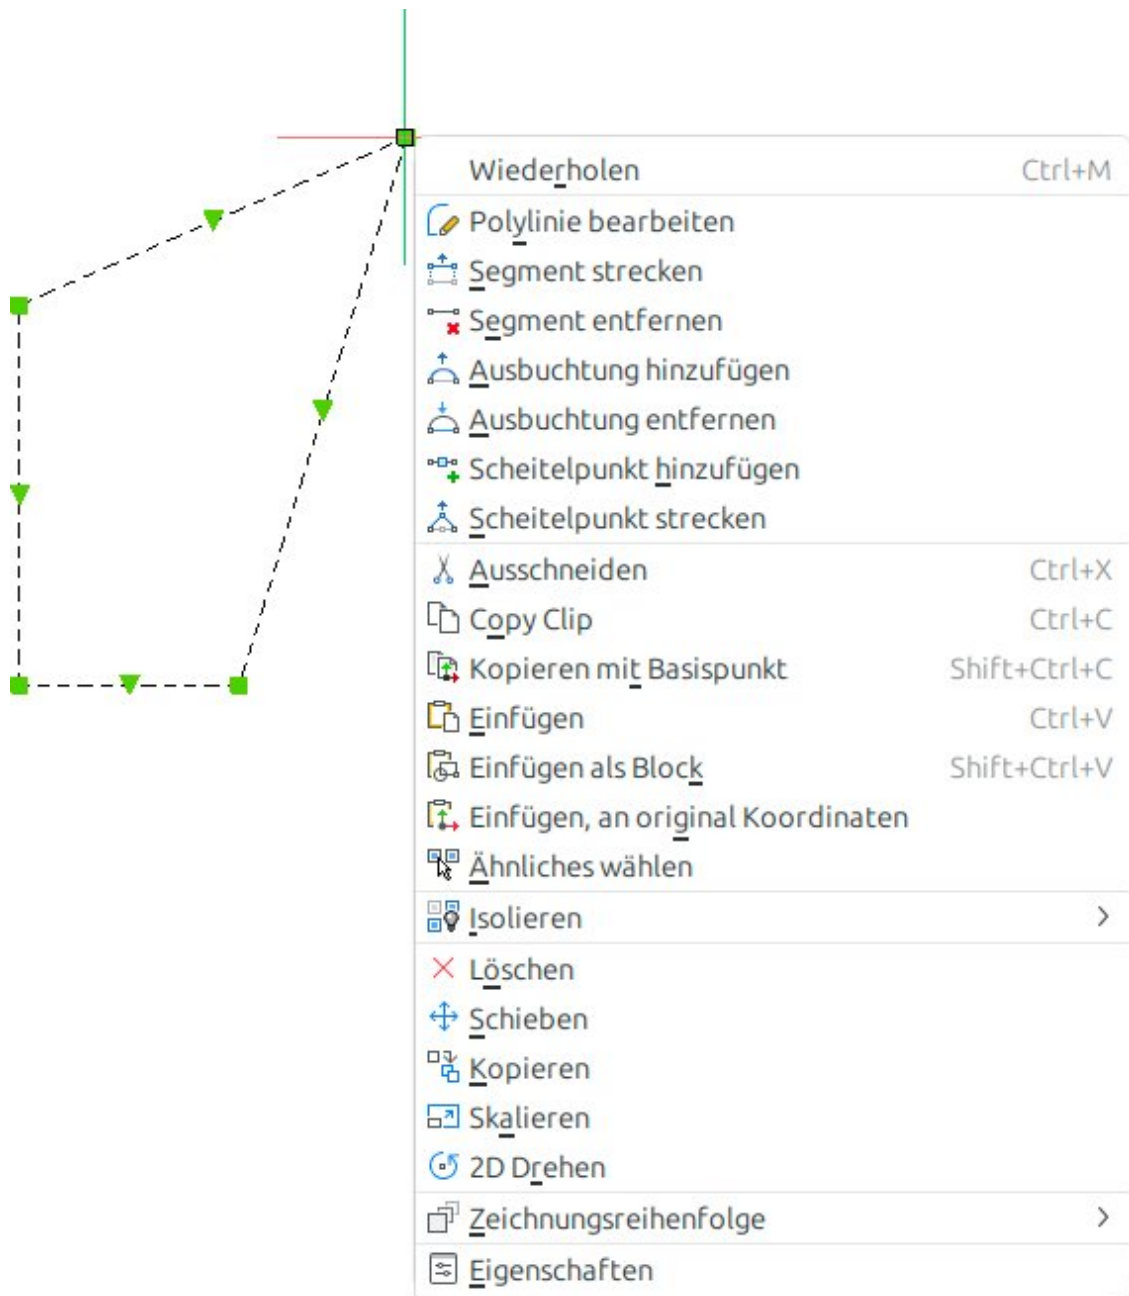 Wiederholen Ctrl+M
Polylinie bearbeiten
Segment strecken
Segment entfernen
Ausbuchtung hinzufügen
Ausbuchtung entfernen
Scheitelpunkt hinzufügen
Scheitelpunkt strecken
Ausschneiden Ctrl+X
Copy Clip Ctrl+C
Kopieren mit Basispunkt Shift+Ctrl+C
Einfügen Ctrl+V
Einfügen als Block Shift+Ctrl+V
Einfügen, an original Koordinaten
Ähnliches wählen
Isolieren
Löschen
Schieben
Kopieren
Skalieren
2D Drehen
Zeichnungsreihenfolge
Eigenschaften